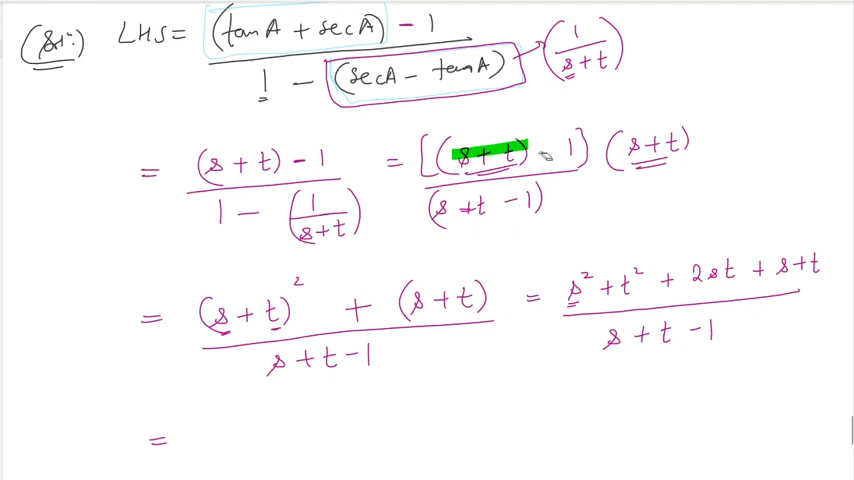 (Sol:) LHS = (tanA + secA) - 1 / 1 - (secA - tanA) → (1 / s+t)
= (s + t) - 1 / 1 - (1 / s+t) = [(s + t) - 1] (s+t) / (s + t - 1)
= (s + t)² + (s+t) / s + t - 1 = s² + t² + 2st + s+t / s + t - 1
=